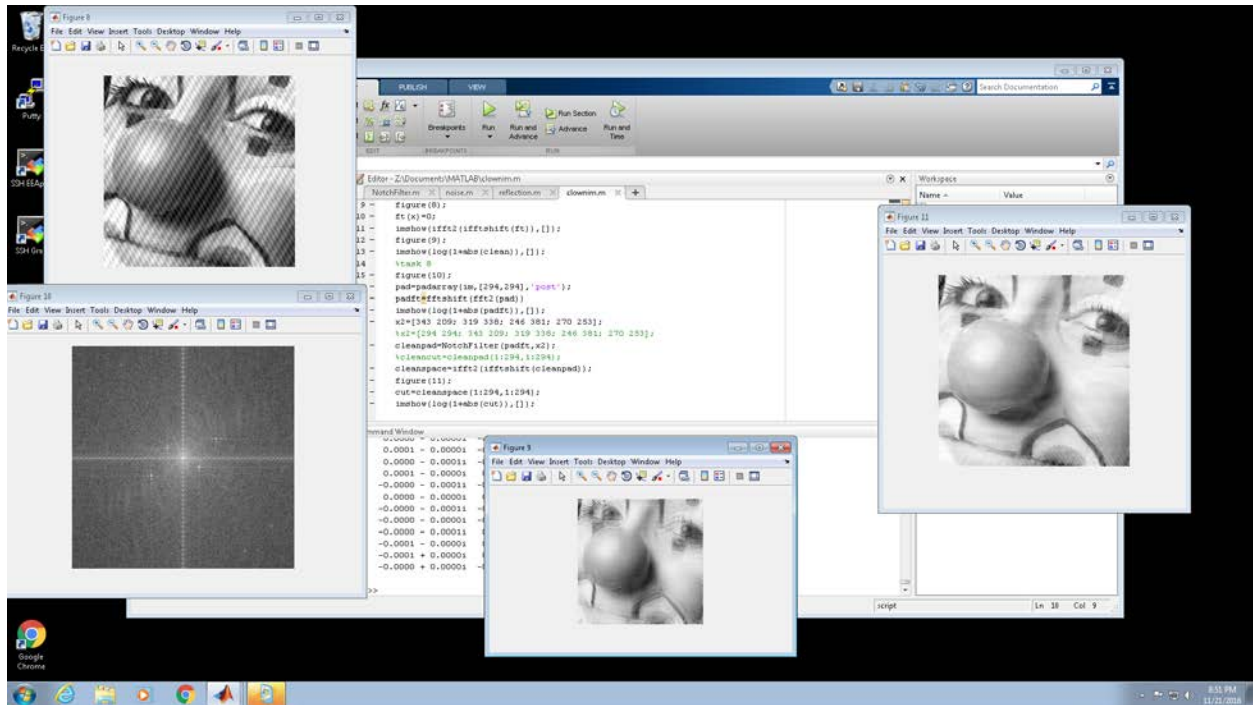 Recycle
Putty
SSH EEAp
SSH Gre
Google
Chrome
Figure 8
File Edit View Insert Tools Desktop Window Help
PUBLISH VIEW
Search Documentation
fx
Breakpoints
Run
Run and
Advance
Run Section
Advance
Run and
Time
EDIT BREAKPOINTS RUN
Editor - Z:\Documents\MATLAB\clownim.m
NotchFilter.m noise.m reflection.m clownim.m +
9 - figure(8);
10 - ft(x)=0;
11 - imshow(ifft2(ifftshift(ft)),[]);
12 - figure(9);
13 - imshow(log(1+abs(clean)),[]);
14 %task 8
15 - figure(10);
- pad=padarray(im,[294,294],'post');
- padft=fftshift(fft2(pad))
- imshow(log(1+abs(padft)),[]);
- x2=[343 209; 319 338; 246 381; 270 253];
%x2=[294 294; 343 209; 319 338; 246 381; 270 253];
- cleanpad=NotchFilter(padft,x2);
%cleancut=cleanpad(1:294,1:294);
- cleanspace=ifft2(ifftshift(cleanpad));
- figure(11);
- cut=cleanspace(1:294,1:294);
- imshow(log(1+abs(cut)),[]);
Workspace
Name Value
Figure 11
File Edit View Insert Tools Desktop Window Help
Figure 10
File Edit View Insert Tools Desktop Window Help
Command Window
0.0001 - 0.0000i
0.0000 - 0.0001i
0.0001 - 0.0000i
-0.0000 - 0.0001i
0.0000 - 0.0000i
-0.0000 - 0.0001i
-0.0000 - 0.0000i
-0.0000 - 0.0001i
-0.0001 - 0.0000i
-0.0001 + 0.0000i
-0.0000 + 0.0000i
>>
Figure 9
File Edit View Insert Tools Desktop Window Help
script
Ln 18 Col 9
8:51 PM
11/21/2016